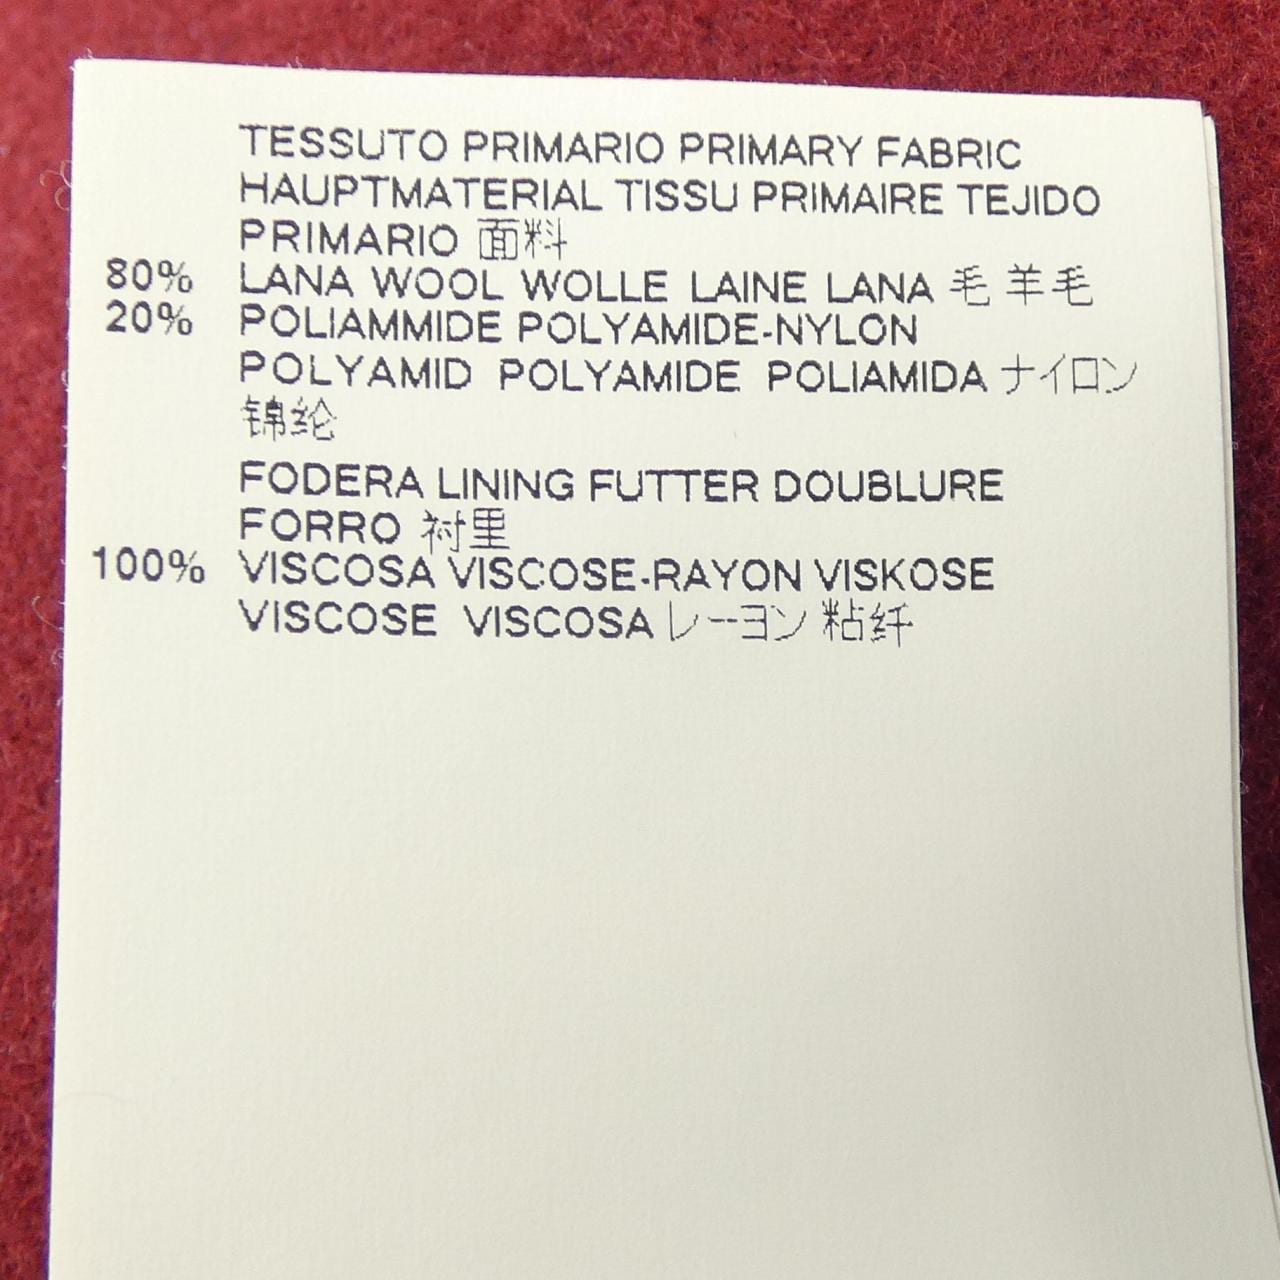 TESSUTO PRIMARIO PRIMARY FABRIC
HAUPTMATERIAL TISSU PRIMAIRE TEJIDO
PRIMARIO 面料
80% LANA WOOL WOLLE LAINE LANA 毛 羊毛
20% POLIAMMIDE POLYAMIDE-NYLON
POLYAMID POLYAMIDE POLIAMIDA ナイロン
锦纶
FODERA LINING FUTTER DOUBLURE
FORRO 衬里
100% VISCOSA VISCOSE-RAYON VISKOSE
VISCOSE VISCOSA レーヨン 粘纤